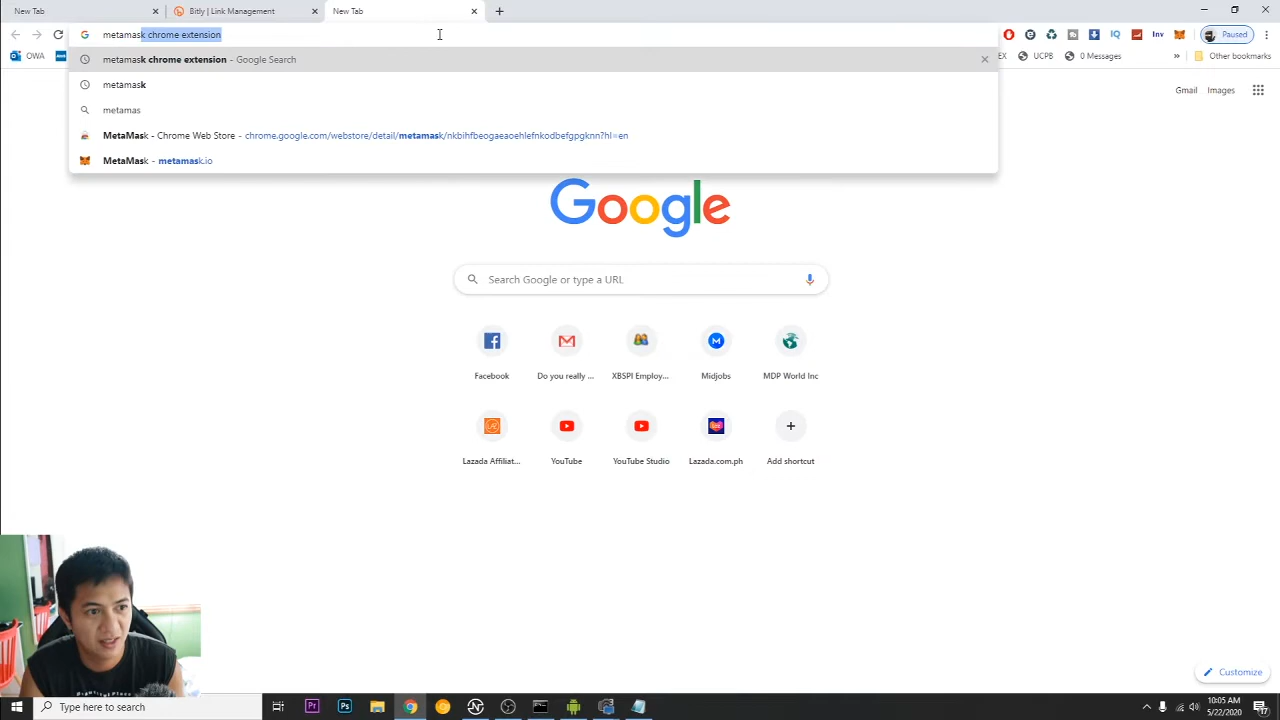 New Tab
Bitly | Link Management
New Tab
metamask chrome extension
Inv
Paused
OWA
EX
UCPB
0 Messages
»
Other bookmarks
metamask chrome extension - Google Search
metamask
metamas
MetaMask - Chrome Web Store - chrome.google.com/webstore/detail/metamask/nkbihfbeogaeaoehlefnkodbefgpgknn?hl=en
MetaMask - metamask.io
Gmail Images
Google
Search Google or type a URL
Facebook
Do you really ...
XBSPI Employ...
Midjobs
MDP World Inc
Lazada Affiliat...
YouTube
YouTube Studio
Lazada.com.ph
Add shortcut
Customize
Type here to search
Pr
Ps
10:05 AM
5/22/2020